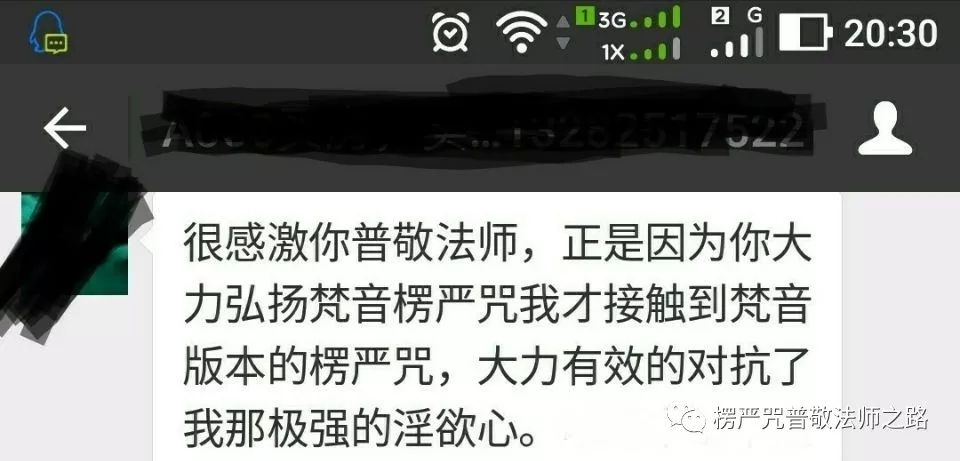 3G 1X 2 G 20:30
很感激你普敬法师，正是因为你大
力弘扬梵音楞严咒我才接触到梵音
版本的楞严咒，大力有效的对抗了
我那极强的淫欲心。
楞严咒普敬法师之路